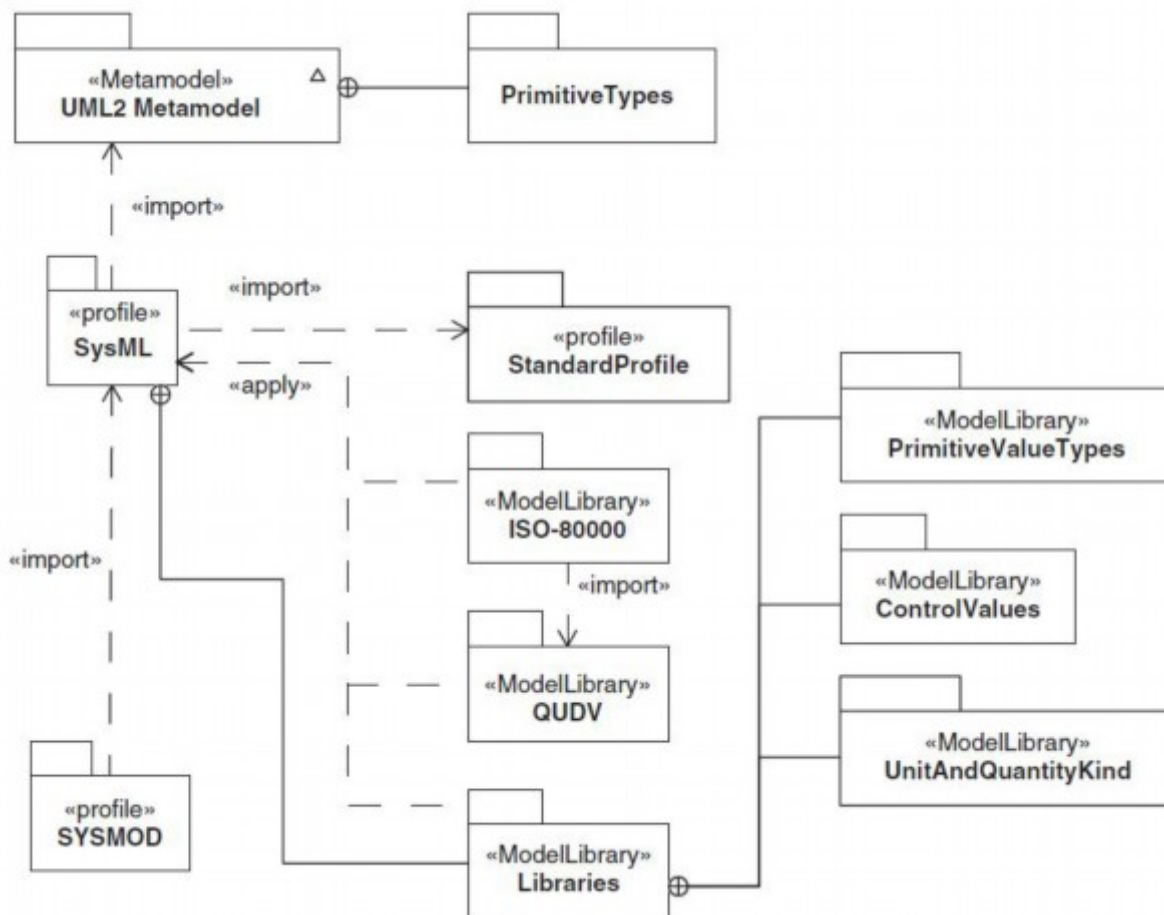 «Metamodel»
UML2 Metamodel
PrimitiveTypes
«import»
«profile»
SysML
«import»
«apply»
«profile»
StandardProfile
«ModelLibrary»
PrimitiveValueTypes
«ModelLibrary»
ISO-80000
«import»
«ModelLibrary»
ControlValues
«import»
«ModelLibrary»
QUDV
«ModelLibrary»
UnitAndQuantityKind
«profile»
SYSMOD
«ModelLibrary»
Libraries